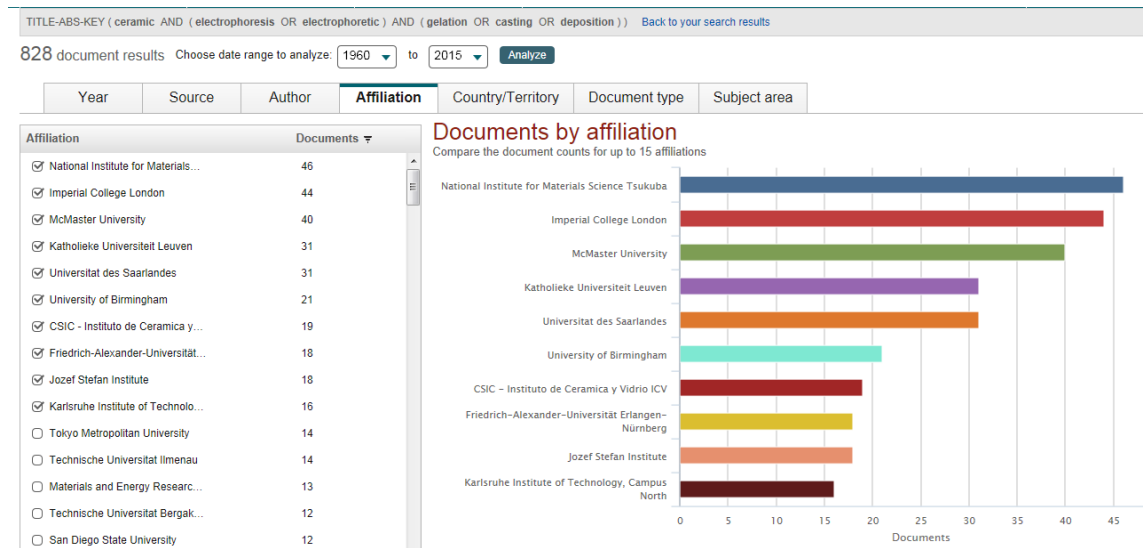 TITLE-ABS-KEY ( ceramic AND ( electrophoresis OR electrophoretic ) AND ( gelation OR casting OR deposition ) ) Back to your search results
828 document results Choose date range to analyze: 1960 to 2015 Analyze
Year Source Author Affiliation Country/Territory Document type Subject area
Affiliation Documents
National Institute for Materials... 46
Imperial College London 44
McMaster University 40
Katholieke Universiteit Leuven 31
Universitat des Saarlandes 31
University of Birmingham 21
CSIC - Instituto de Ceramica y... 19
Friedrich-Alexander-Universität... 18
Jozef Stefan Institute 18
Karlsruhe Institute of Technolo... 16
Tokyo Metropolitan University 14
Technische Universitat Ilmenau 14
Materials and Energy Researc... 13
Technische Universitat Bergak... 12
San Diego State University 12
Documents by affiliation
Compare the document counts for up to 15 affiliations
National Institute for Materials Science Tsukuba
Imperial College London
McMaster University
Katholieke Universiteit Leuven
Universitat des Saarlandes
University of Birmingham
CSIC – Instituto de Ceramica y Vidrio ICV
Friedrich-Alexander-Universität Erlangen-
Nürnberg
Jozef Stefan Institute
Karlsruhe Institute of Technology, Campus
North
0 5 10 15 20 25 30 35 40 45
Documents